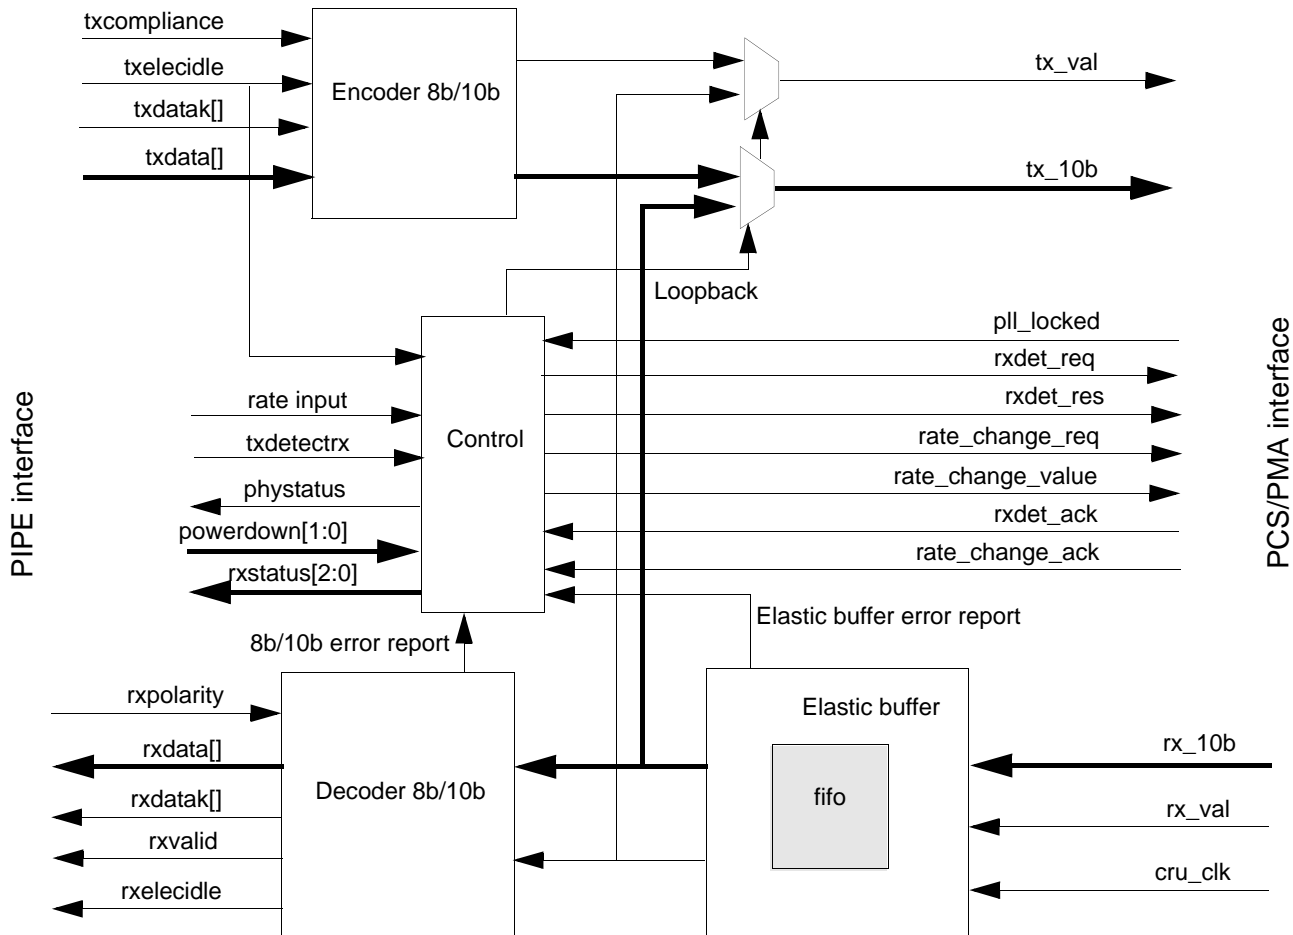 txcompliance
txelecidle
txdatak[]
txdata[]
Encoder 8b/10b
tx_val
tx_10b
Loopback
PIPE interface
rate input
txdetectrx
phystatus
powerdown[1:0]
rxstatus[2:0]
Control
pll_locked
rxdet_req
rxdet_res
rate_change_req
rate_change_value
rxdet_ack
rate_change_ack
PCS/PMA interface
8b/10b error report
Elastic buffer error report
rxpolarity
rxdata[]
rxdatak[]
rxvalid
rxelecidle
Decoder 8b/10b
Elastic buffer
fifo
rx_10b
rx_val
cru_clk